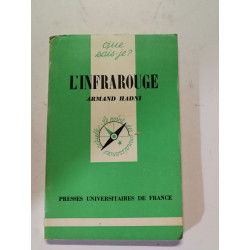 que
sais-je?
L'INFRAROUGE
ARMAND HADNI
PRESSES UNIVERSITAIRES DE FRANCE